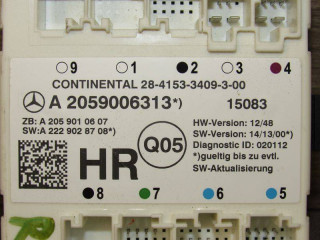 9 1 2 3 4
CONTINENTAL 28-4153-3409-3-00
A 2059006313*) 15083
ZB: A 205 901 06 07
SW:A 222 902 87 08*)
HW-Version: 12/48
SW-Version: 14/13/00*)
Diagnostic ID: 020112
*)gueltig bis zu evtl.
SW-Aktualisierung
HR Q05
8 7 6 5